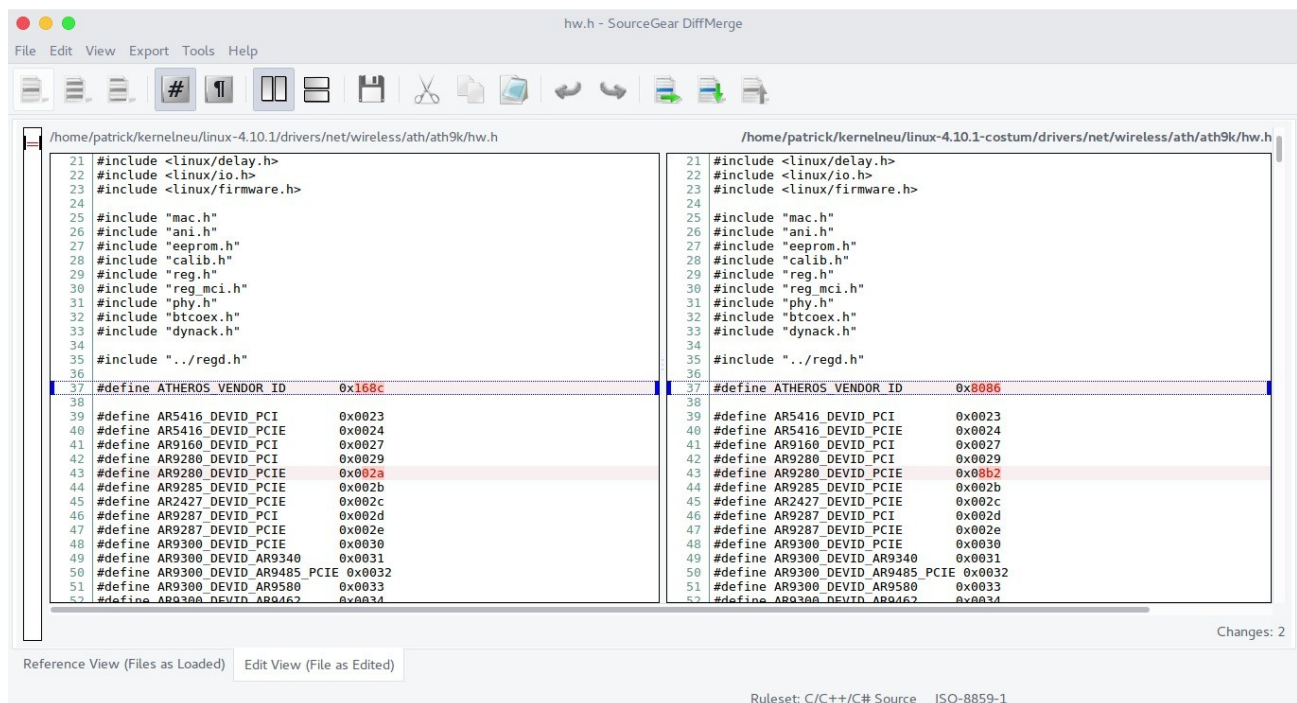 hw.h - SourceGear DiffMerge
File Edit View Export Tools Help
# ¶
/home/patrick/kernelneu/linux-4.10.1/drivers/net/wireless/ath/ath9k/hw.h
21 #include <linux/delay.h>
22 #include <linux/io.h>
23 #include <linux/firmware.h>
24
25 #include "mac.h"
26 #include "ani.h"
27 #include "eeprom.h"
28 #include "calib.h"
29 #include "reg.h"
30 #include "reg_mci.h"
31 #include "phy.h"
32 #include "btcoex.h"
33 #include "dynack.h"
34
35 #include "../regd.h"
36
37 #define ATHEROS_VENDOR_ID 0x168c
38
39 #define AR5416_DEVID_PCI 0x0023
40 #define AR5416_DEVID_PCIE 0x0024
41 #define AR9160_DEVID_PCI 0x0027
42 #define AR9280_DEVID_PCI 0x0029
43 #define AR9280_DEVID_PCIE 0x002a
44 #define AR9285_DEVID_PCIE 0x002b
45 #define AR2427_DEVID_PCIE 0x002c
46 #define AR9287_DEVID_PCI 0x002d
47 #define AR9287_DEVID_PCIE 0x002e
48 #define AR9300_DEVID_PCIE 0x0030
49 #define AR9300_DEVID_AR9340 0x0031
50 #define AR9300_DEVID_AR9485_PCIE 0x0032
51 #define AR9300_DEVID_AR9580 0x0033
52 #define AR9300_DEVID_AR9462 0x0034
/home/patrick/kernelneu/linux-4.10.1-costum/drivers/net/wireless/ath/ath9k/hw.h
21 #include <linux/delay.h>
22 #include <linux/io.h>
23 #include <linux/firmware.h>
24
25 #include "mac.h"
26 #include "ani.h"
27 #include "eeprom.h"
28 #include "calib.h"
29 #include "reg.h"
30 #include "reg_mci.h"
31 #include "phy.h"
32 #include "btcoex.h"
33 #include "dynack.h"
34
35 #include "../regd.h"
36
37 #define ATHEROS_VENDOR_ID 0x8086
38
39 #define AR5416_DEVID_PCI 0x0023
40 #define AR5416_DEVID_PCIE 0x0024
41 #define AR9160_DEVID_PCI 0x0027
42 #define AR9280_DEVID_PCI 0x0029
43 #define AR9280_DEVID_PCIE 0x08b2
44 #define AR9285_DEVID_PCIE 0x002b
45 #define AR2427_DEVID_PCIE 0x002c
46 #define AR9287_DEVID_PCI 0x002d
47 #define AR9287_DEVID_PCIE 0x002e
48 #define AR9300_DEVID_PCIE 0x0030
49 #define AR9300_DEVID_AR9340 0x0031
50 #define AR9300_DEVID_AR9485_PCIE 0x0032
51 #define AR9300_DEVID_AR9580 0x0033
52 #define AR9300_DEVID_AR9462 0x0034
Changes: 2
Reference View (Files as Loaded) Edit View (File as Edited)
Ruleset: C/C++/C# Source ISO-8859-1